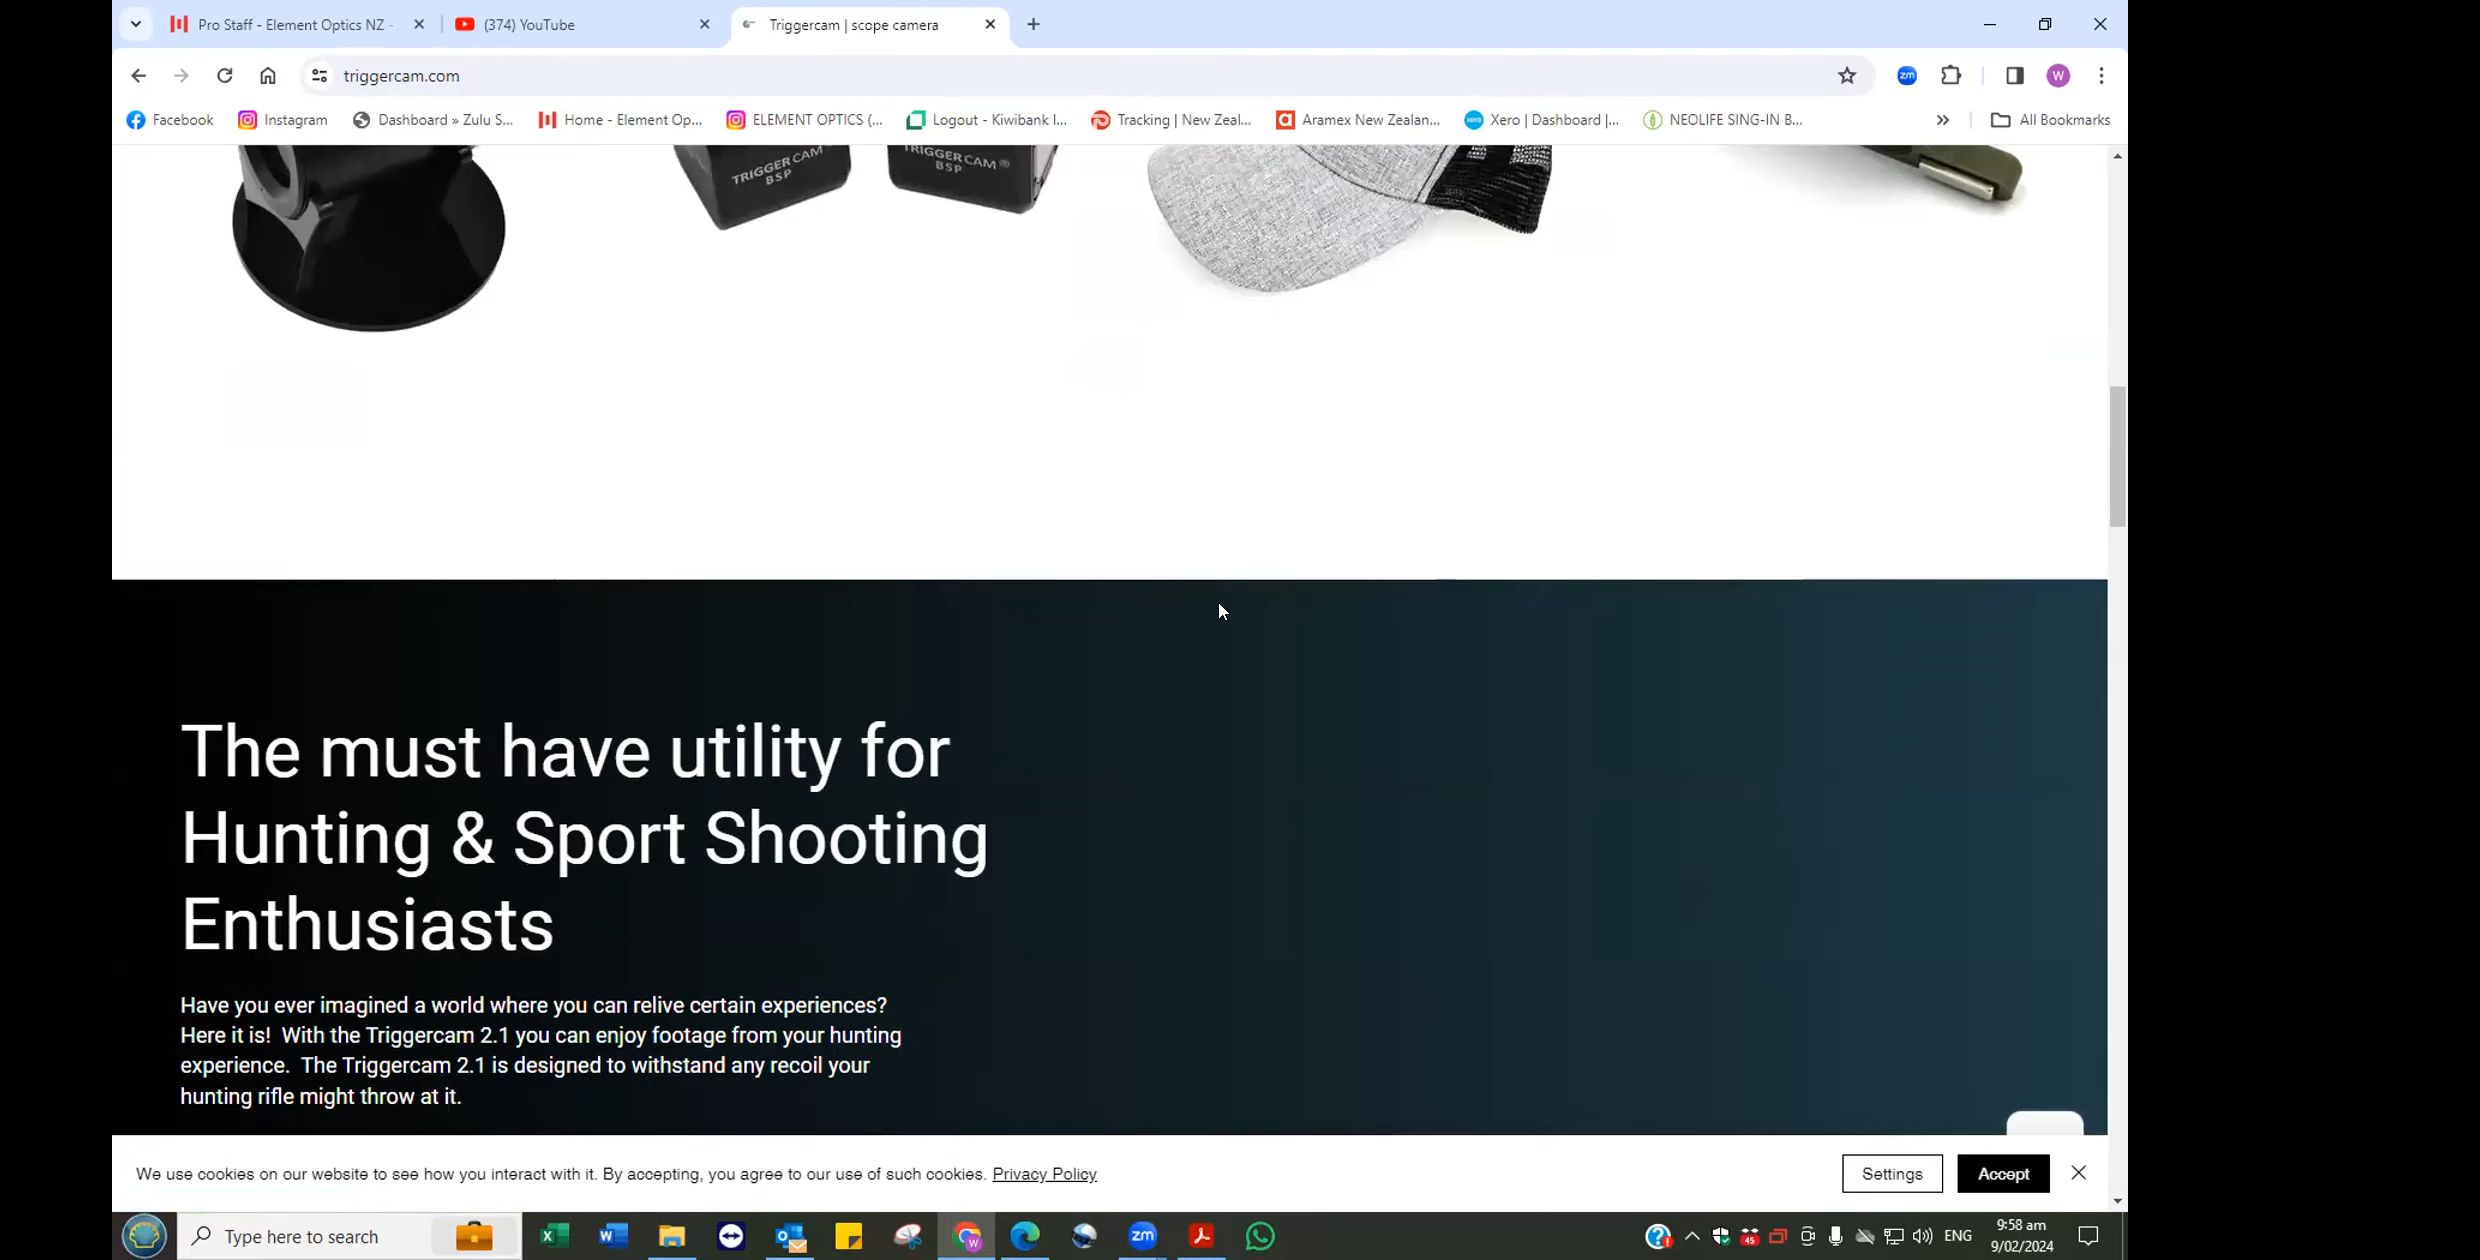 Pro Staff - Element Optics NZ -
(374) YouTube
Triggercam | scope camera
triggercam.com
W
Facebook
Instagram
Dashboard » Zulu S...
Home - Element Op...
ELEMENT OPTICS (...
Logout - Kiwibank I...
Tracking | New Zeal...
Aramex New Zealan...
Xero | Dashboard |...
NEOLIFE SING-IN B...
All Bookmarks
TRIGGER CAM
BSP
TRIGGER CAM ®
BSP
The must have utility for
Hunting & Sport Shooting
Enthusiasts
Have you ever imagined a world where you can relive certain experiences?
Here it is! With the Triggercam 2.1 you can enjoy footage from your hunting
experience. The Triggercam 2.1 is designed to withstand any recoil your
hunting rifle might throw at it.
We use cookies on our website to see how you interact with it. By accepting, you agree to our use of such cookies. Privacy Policy
Settings
Accept
Type here to search
zm
45
ENG
9:58 am
9/02/2024